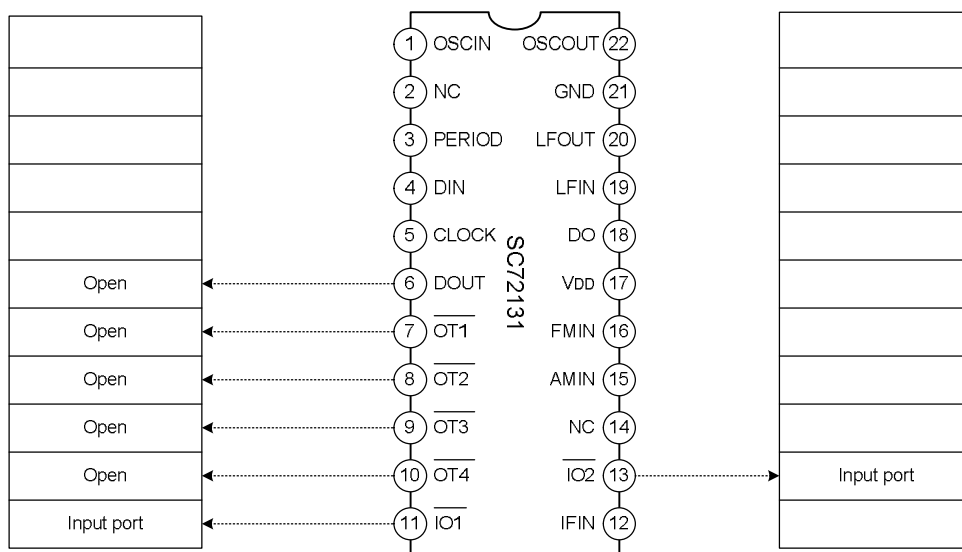 1 OSCIN OSCOUT 22
2 NC GND 21
3 PERIOD LFOUT 20
4 DIN LFIN 19
5 CLOCK DO 18
Open 6 DOUT VDD 17
Open 7 OT1 FMIN 16
Open 8 OT2 AMIN 15
Open 9 OT3 NC 14
Open 10 OT4 IO2 13 Input port
Input port 11 IO1 IFIN 12
SC72131